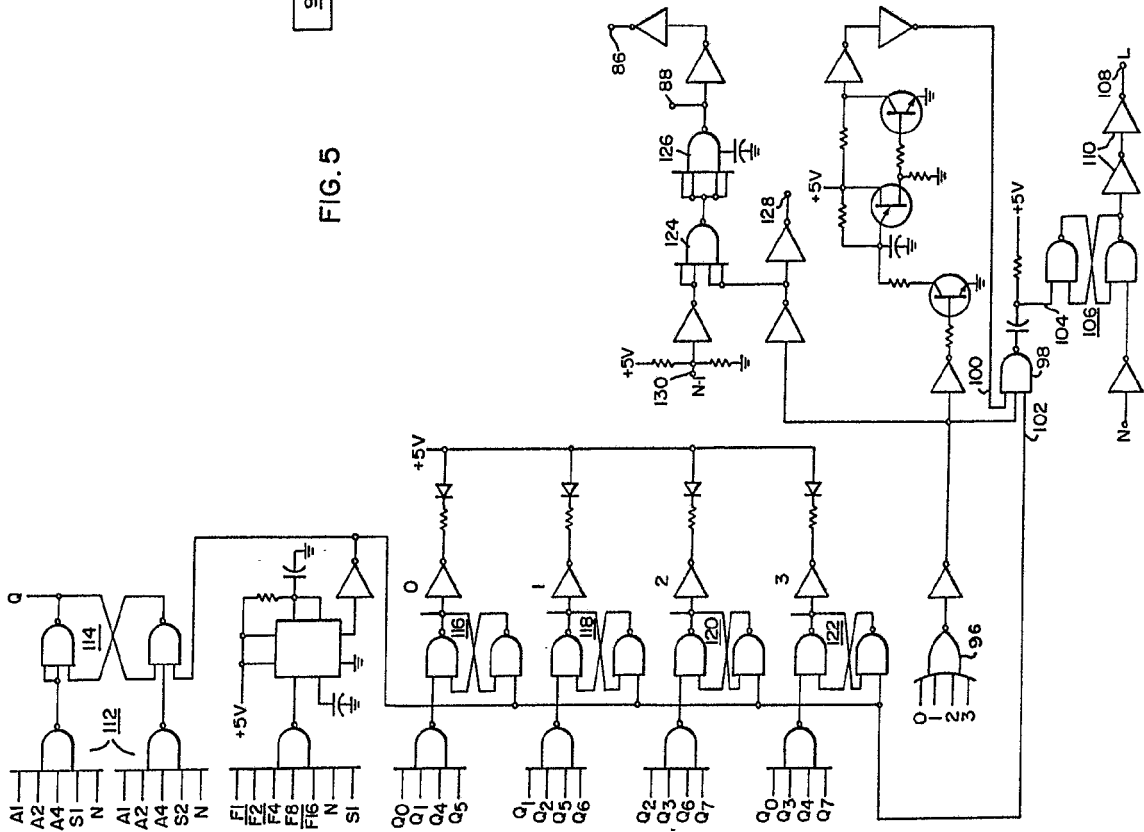 FIG. 5
86
88
126
124
+5V
130
N-1
128
+5V
100
+5V
98
102
104
106
110
108
L
N
Q
A1
A2
A4
S1
N
112
114
A1
A2
A4
S2
N
+5V
F1
F2
F4
F8
F16
N
S1
+5V
0
116
Q0
Q1
Q4
Q5
1
118
Q1
Q2
Q5
Q6
2
120
Q2
Q3
Q6
Q7
3
122
Q0
Q3
Q4
Q7
0
1
2
3
96